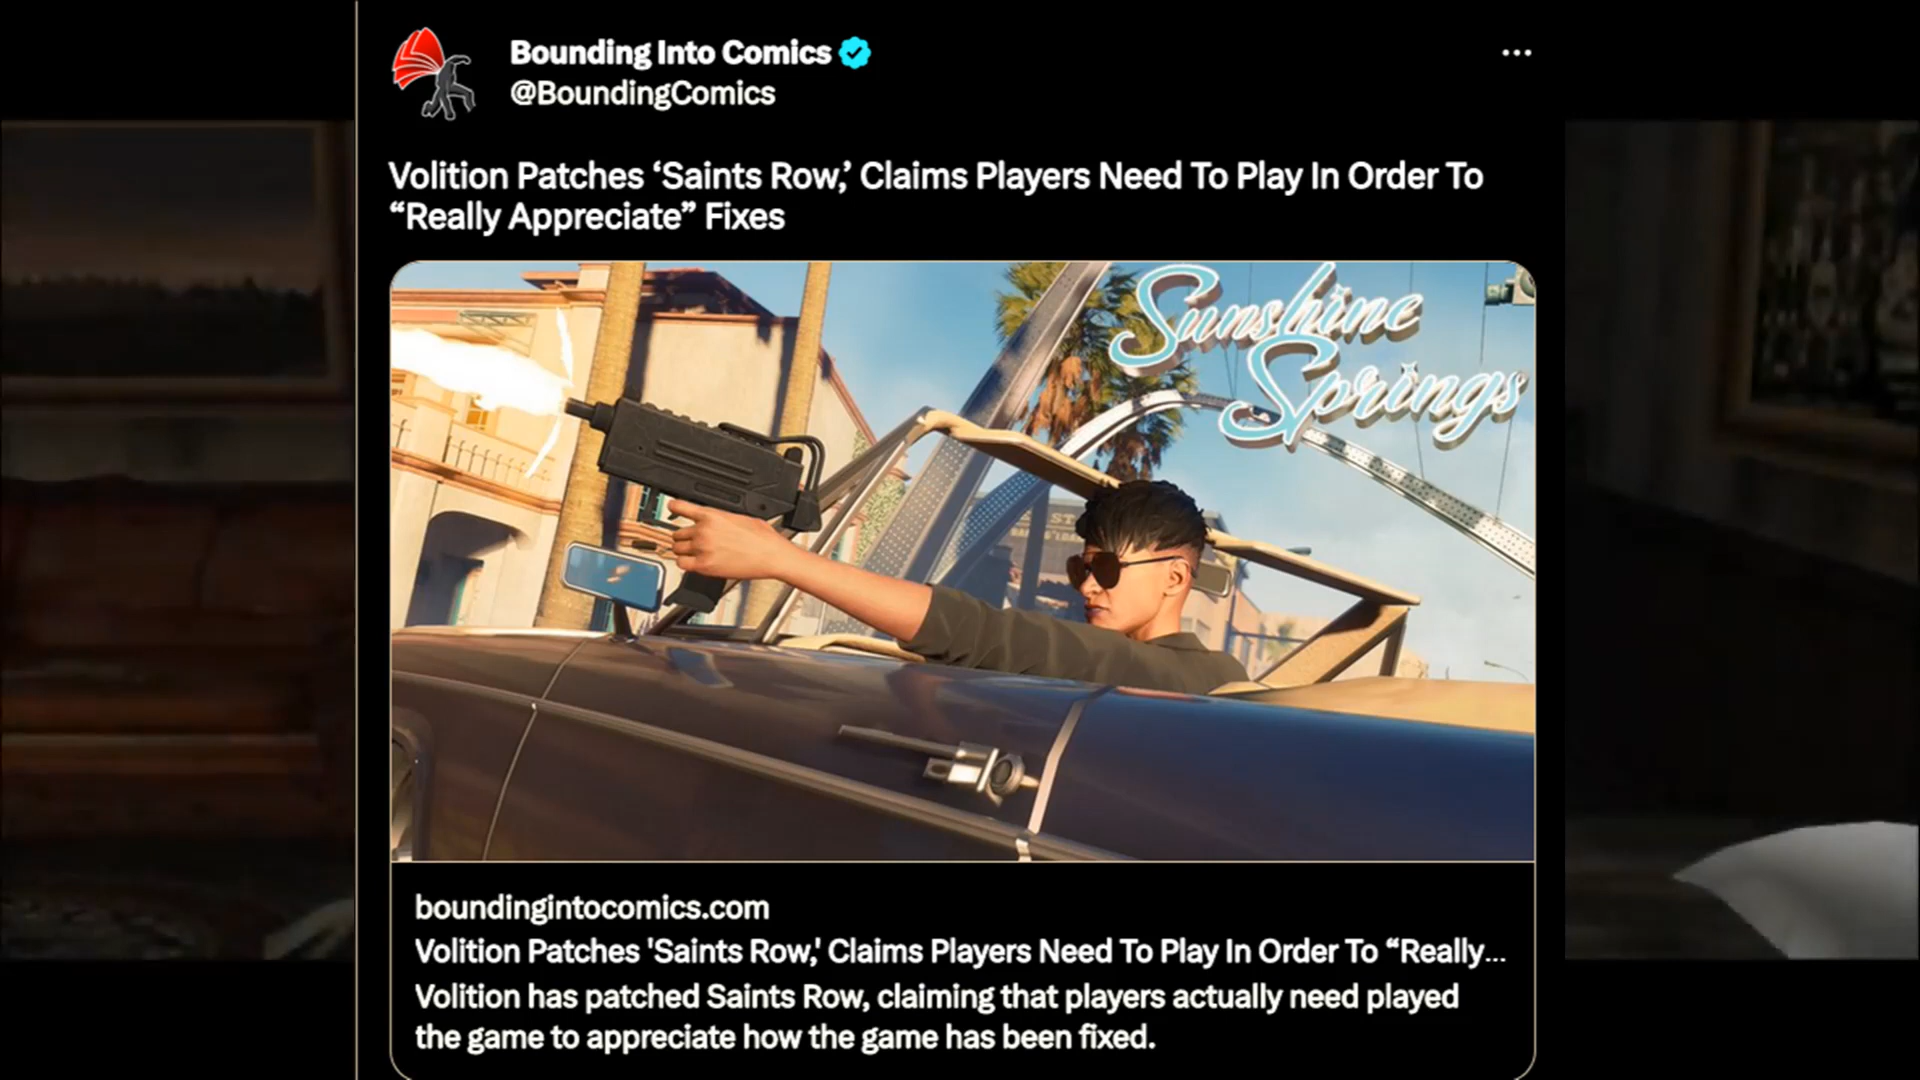 Bounding Into Comics
@BoundingComics
Volition Patches ‘Saints Row,’ Claims Players Need To Play In Order To
“Really Appreciate” Fixes
Sunshine
Springs
boundingintocomics.com
Volition Patches 'Saints Row,' Claims Players Need To Play In Order To “Really...
Volition has patched Saints Row, claiming that players actually need played
the game to appreciate how the game has been fixed.